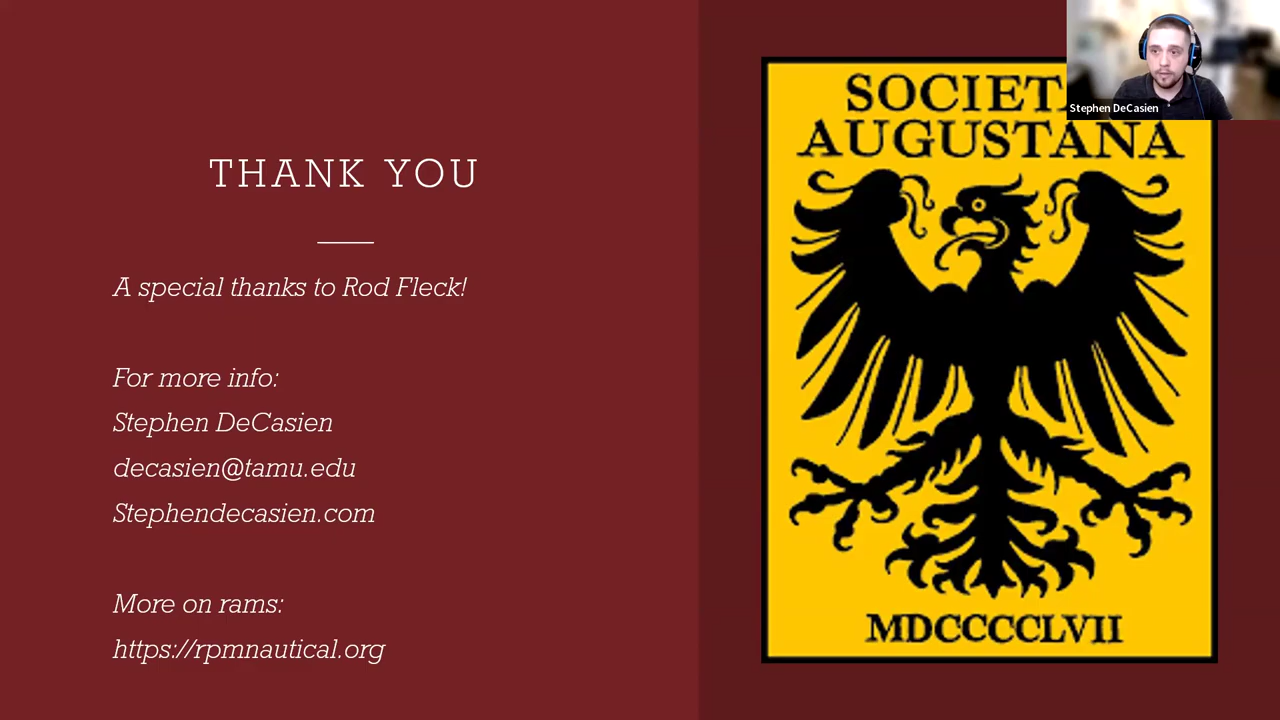 THANK YOU
A special thanks to Rod Fleck!
For more info:
Stephen DeCasien
decasien@tamu.edu
Stephendecasien.com
More on rams:
https://rpmnautical.org
SOCIET
AUGUSTANA
MDCCCCLVII
Stephen DeCasien